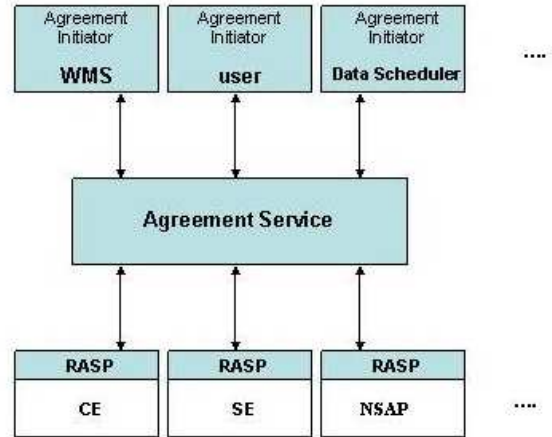 Agreement Initiator
WMS
Agreement Initiator
user
Agreement Initiator
Data Scheduler
....
Agreement Service
RASP
CE
RASP
SE
RASP
NSAP
....